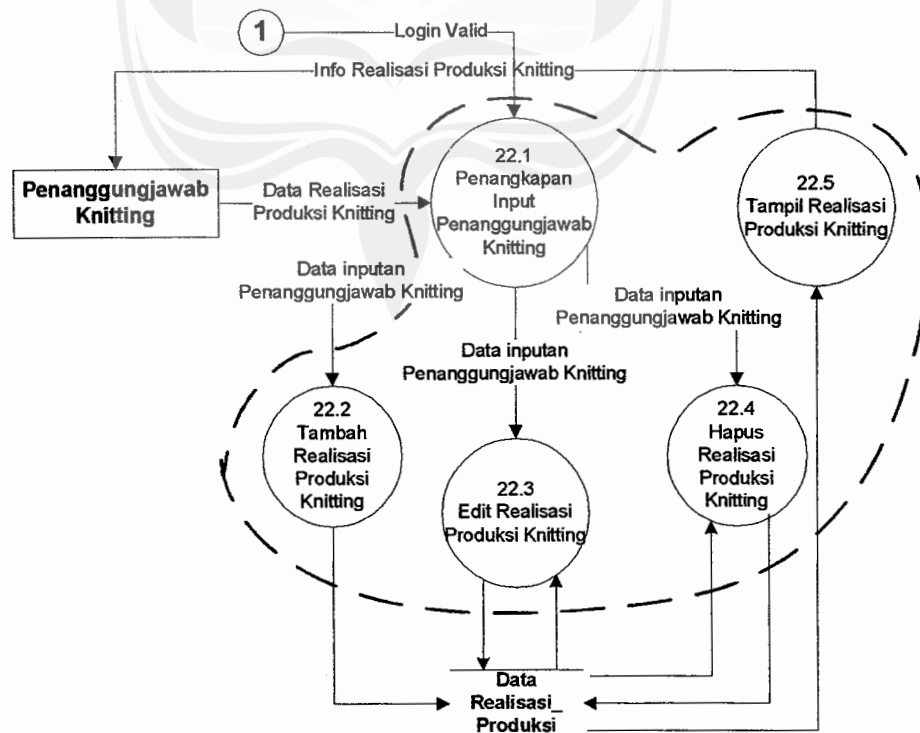 1
Login Valid
Info Realisasi Produksi Knitting
Penanggungjawab
Knitting
Data Realisasi
Produksi Knitting
22.1
Penangkapan
Input
Penanggungjawab
Knitting
22.5
Tampil Realisasi
Produksi Knitting
Data inputan
Penanggungjawab Knitting
Data inputan
Penanggungjawab Knitting
Data inputan
Penanggungjawab Knitting
22.2
Tambah
Realisasi
Produksi
Knitting
22.3
Edit Realisasi
Produksi Knitting
22.4
Hapus
Realisasi
Produksi
Knitting
Data
Realisasi_
Produksi